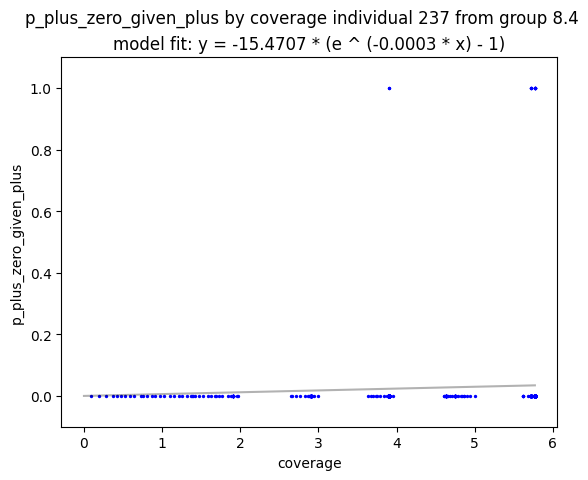 p_plus_zero_given_plus by coverage individual 237 from group 8.4
model fit: y = -15.4707 * (e ^ (-0.0003 * x) - 1)
1.0
0.8
0.6
0.4
0.2
0.0
p_plus_zero_given_plus
0 1 2 3 4 5 6
coverage